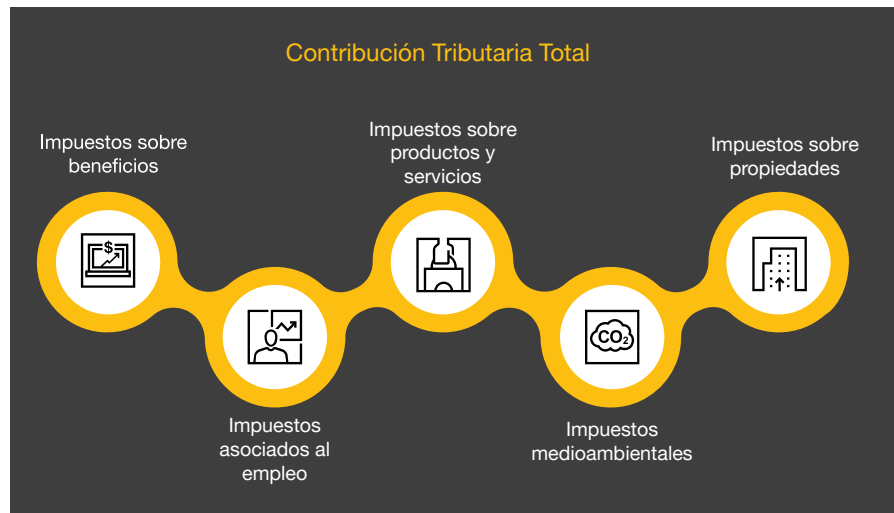 Contribución Tributaria Total
Impuestos sobre
beneficios
Impuestos
asociados al
empleo
Impuestos sobre
productos y
servicios
Impuestos
medioambientales
Impuestos sobre
propiedades
$
CO₂